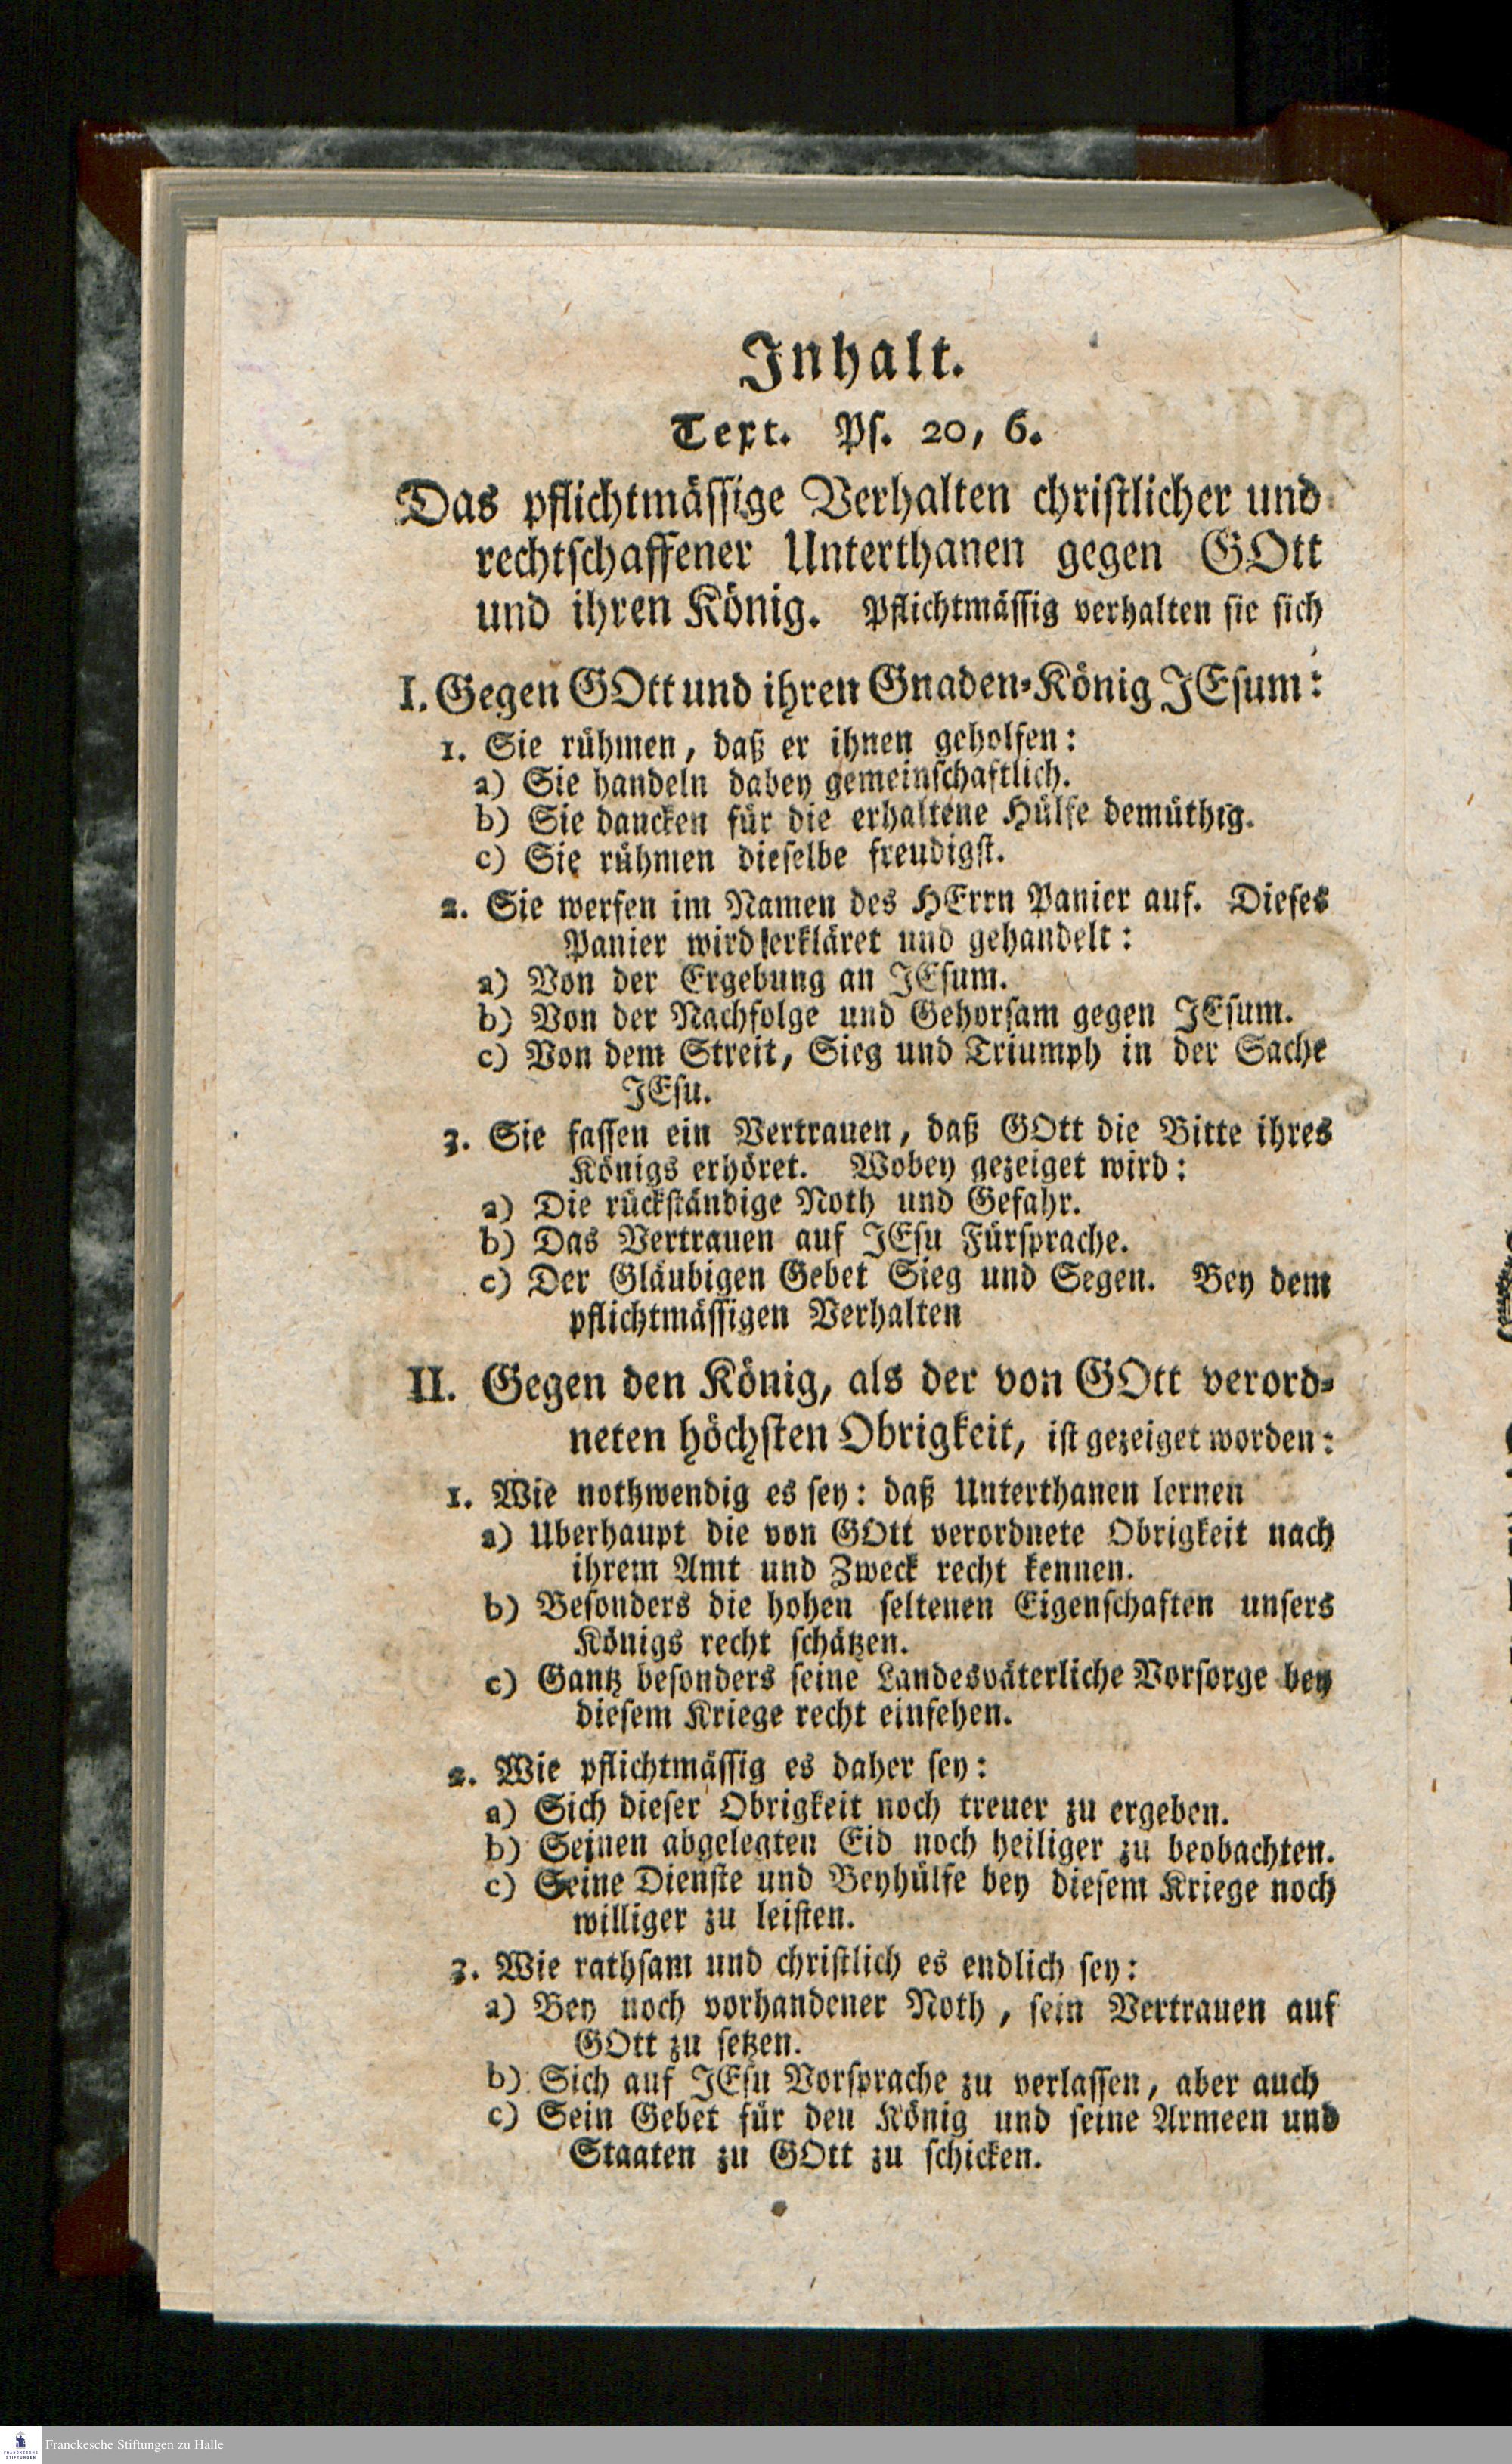 Inhalt.
Text. Ps. 20, 6.
Das pflichtmässige Verhalten christlicher und
rechtschaffener Unterthanen gegen GOtt
und ihren König. Pflichtmässig verhalten sie sich
I. Gegen GOtt und ihren Gnaden-König JEsum:
1. Sie rühmen, daß er ihnen geholfen:
a) Sie handeln dabey gemeinschaftlich.
b) Sie dancken für die erhaltene Hülfe demüthig.
c) Sie rühmen dieselbe freudigst.
2. Sie werfen im Namen des HErrn Panier auf. Dieses
Panier wird erkläret und gehandelt:
a) Von der Ergebung an JEsum.
b) Von der Nachfolge und Gehorsam gegen JEsum.
c) Von dem Streit, Sieg und Triumph in der Sache
JEsu.
3. Sie fassen ein Vertrauen, daß GOtt die Bitte ihres
Königs erhöret. Wobey gezeiget wird:
a) Die rückständige Noth und Gefahr.
b) Das Vertrauen auf JEsu Fürsprache.
c) Der Gläubigen Gebet Sieg und Segen. Bey dem
pflichtmässigen Verhalten
II. Gegen den König, als der von GOtt verord-
neten höchsten Obrigkeit, ist gezeiget worden:
1. Wie nothwendig es sey: daß Unterthanen lernen
a) Uberhaupt die von GOtt verordnete Obrigkeit nach
ihrem Amt und Zweck recht kennen.
b) Besonders die hohen seltenen Eigenschaften unsers
Königs recht schätzen.
c) Gantz besonders seine Landesväterliche Vorsorge bey
diesem Kriege recht einsehen.
2. Wie pflichtmässig es daher sey:
a) Sich dieser Obrigkeit noch treuer zu ergeben.
b) Seinen abgelegten Eid noch heiliger zu beobachten.
c) Seine Dienste und Beyhülfe bey diesem Kriege noch
williger zu leisten.
3. Wie rathsam und christlich es endlich sey:
a) Bey noch vorhandener Noth, sein Vertrauen auf
GOtt zu setzen.
b) Sich auf JEsu Vorsprache zu verlassen, aber auch
c) Sein Gebet für den König und seine Armeen und
Staaten zu GOtt zu schicken.
FRANCKESCHE
STIFTUNGEN
Franckesche Stiftungen zu Halle